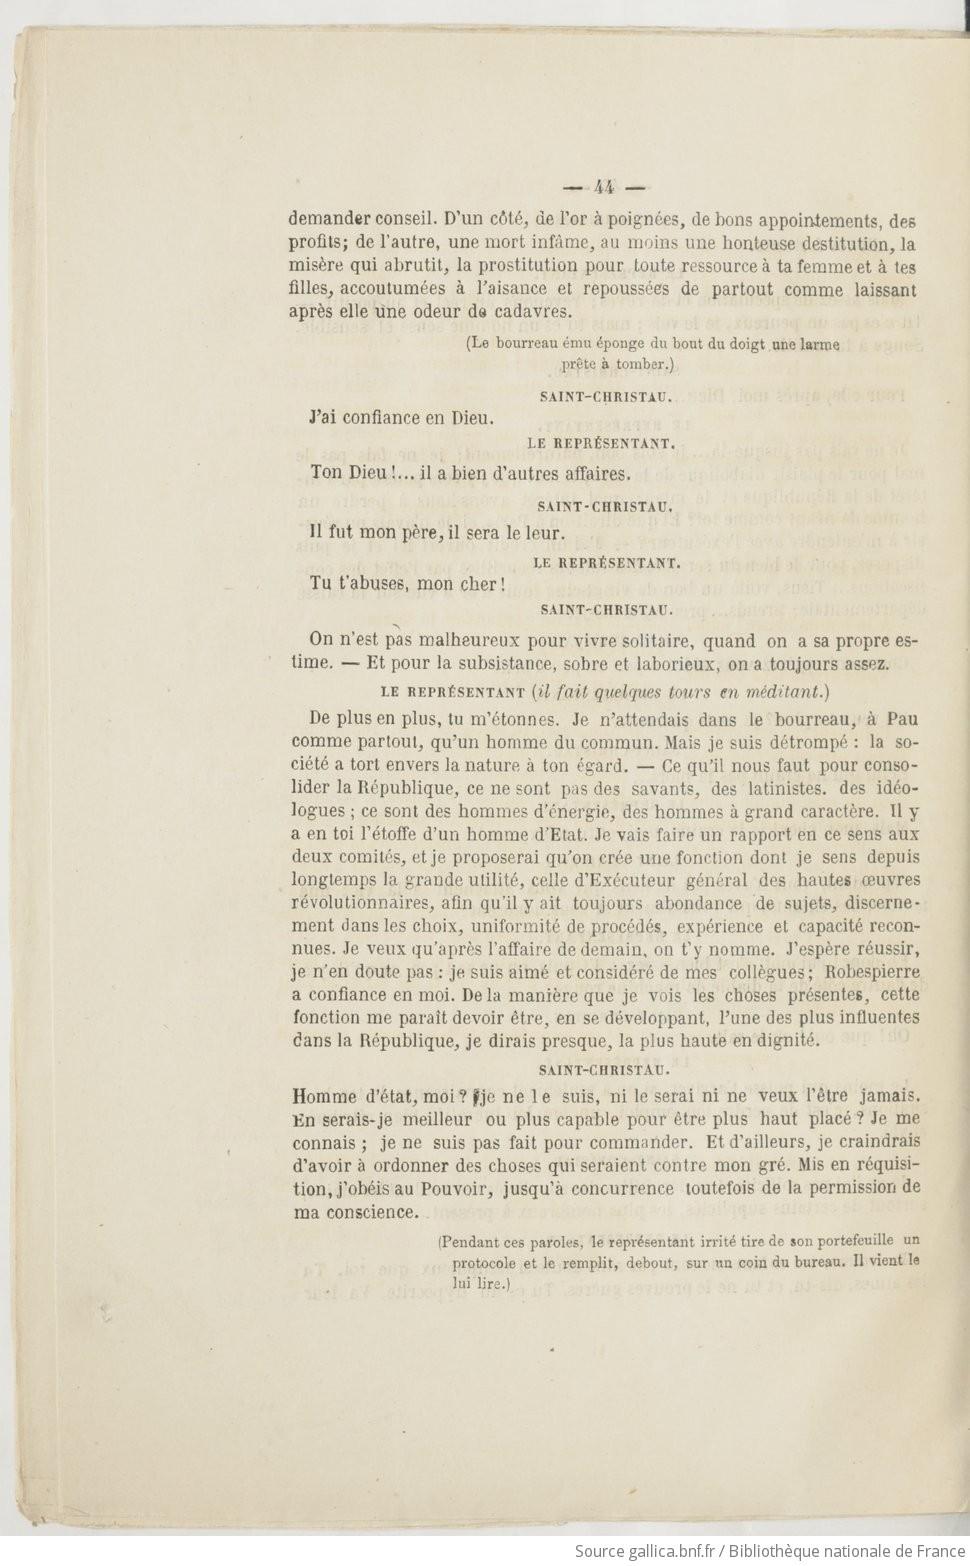 — 44 —
demander conseil. D'un côté, de l'or à poignées, de bons appointements, des
profits; de l'autre, une mort infâme, au moins une honteuse destitution, la
misère qui abrutit, la prostitution pour toute ressource à ta femme et à tes
filles, accoutumées à l'aisance et repoussées de partout comme laissant
après elle une odeur de cadavres.
(Le bourreau ému éponge du bout du doigt une larme
prête à tomber.)
SAINT-CHRISTAU.
J'ai confiance en Dieu.
LE REPRÉSENTANT.
Ton Dieu !... il a bien d'autres affaires.
SAINT-CHRISTAU.
Il fut mon père, il sera le leur.
LE REPRÉSENTANT.
Tu t'abuses, mon cher !
SAINT-CHRISTAU.
On n'est pas malheureux pour vivre solitaire, quand on a sa propre es-
time. — Et pour la subsistance, sobre et laborieux, on a toujours assez.
LE REPRÉSENTANT (il fait quelques tours en méditant.)
De plus en plus, tu m'étonnes. Je n'attendais dans le bourreau, à Pau
comme partout, qu'un homme du commun. Mais je suis détrompé : la so-
ciété a tort envers la nature à ton égard. — Ce qu'il nous faut pour conso-
lider la République, ce ne sont pas des savants, des latinistes. des idéo-
logues ; ce sont des hommes d'énergie, des hommes à grand caractère. Il y
a en toi l'étoffe d'un homme d'Etat. Je vais faire un rapport en ce sens aux
deux comités, et je proposerai qu'on crée une fonction dont je sens depuis
longtemps la grande utilité, celle d'Exécuteur général des hautes œuvres
révolutionnaires, afin qu'il y ait toujours abondance de sujets, discerne-
ment dans les choix, uniformité de procédés, expérience et capacité recon-
nues. Je veux qu'après l'affaire de demain, on t'y nomme. J'espère réussir,
je n'en doute pas : je suis aimé et considéré de mes collègues; Robespierre
a confiance en moi. De la manière que je vois les choses présentes, cette
fonction me paraît devoir être, en se développant, l'une des plus influentes
dans la République, je dirais presque, la plus haute en dignité.
SAINT-CHRISTAU.
Homme d'état, moi ? je ne le suis, ni le serai ni ne veux l'être jamais.
En serais-je meilleur ou plus capable pour être plus haut placé ? Je me
connais ; je ne suis pas fait pour commander. Et d'ailleurs, je craindrais
d'avoir à ordonner des choses qui seraient contre mon gré. Mis en réquisi-
tion, j'obéis au Pouvoir, jusqu'à concurrence toutefois de la permission de
ma conscience.
(Pendant ces paroles, le représentant irrité tire de son portefeuille un
protocole et le remplit, debout, sur un coin du bureau. Il vient le
lui lire.)
Source gallica.bnf.fr / Bibliothèque nationale de France